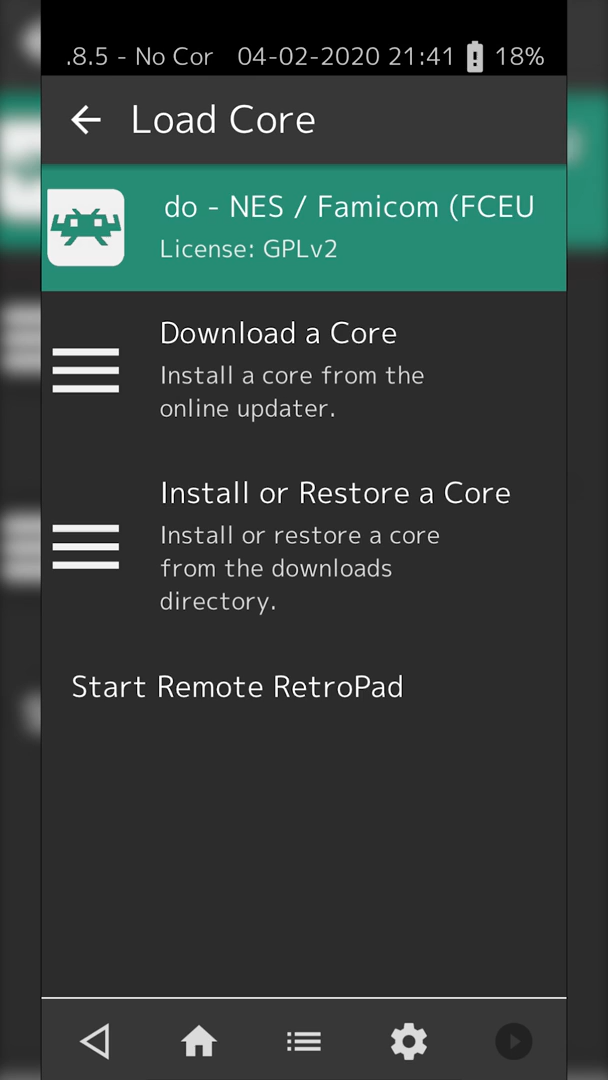 .8.5 - No Cor 04-02-2020 21:41 18%
Load Core
do - NES / Famicom (FCEU
License: GPLv2
Download a Core
Install a core from the
online updater.
Install or Restore a Core
Install or restore a core
from the downloads
directory.
Start Remote RetroPad